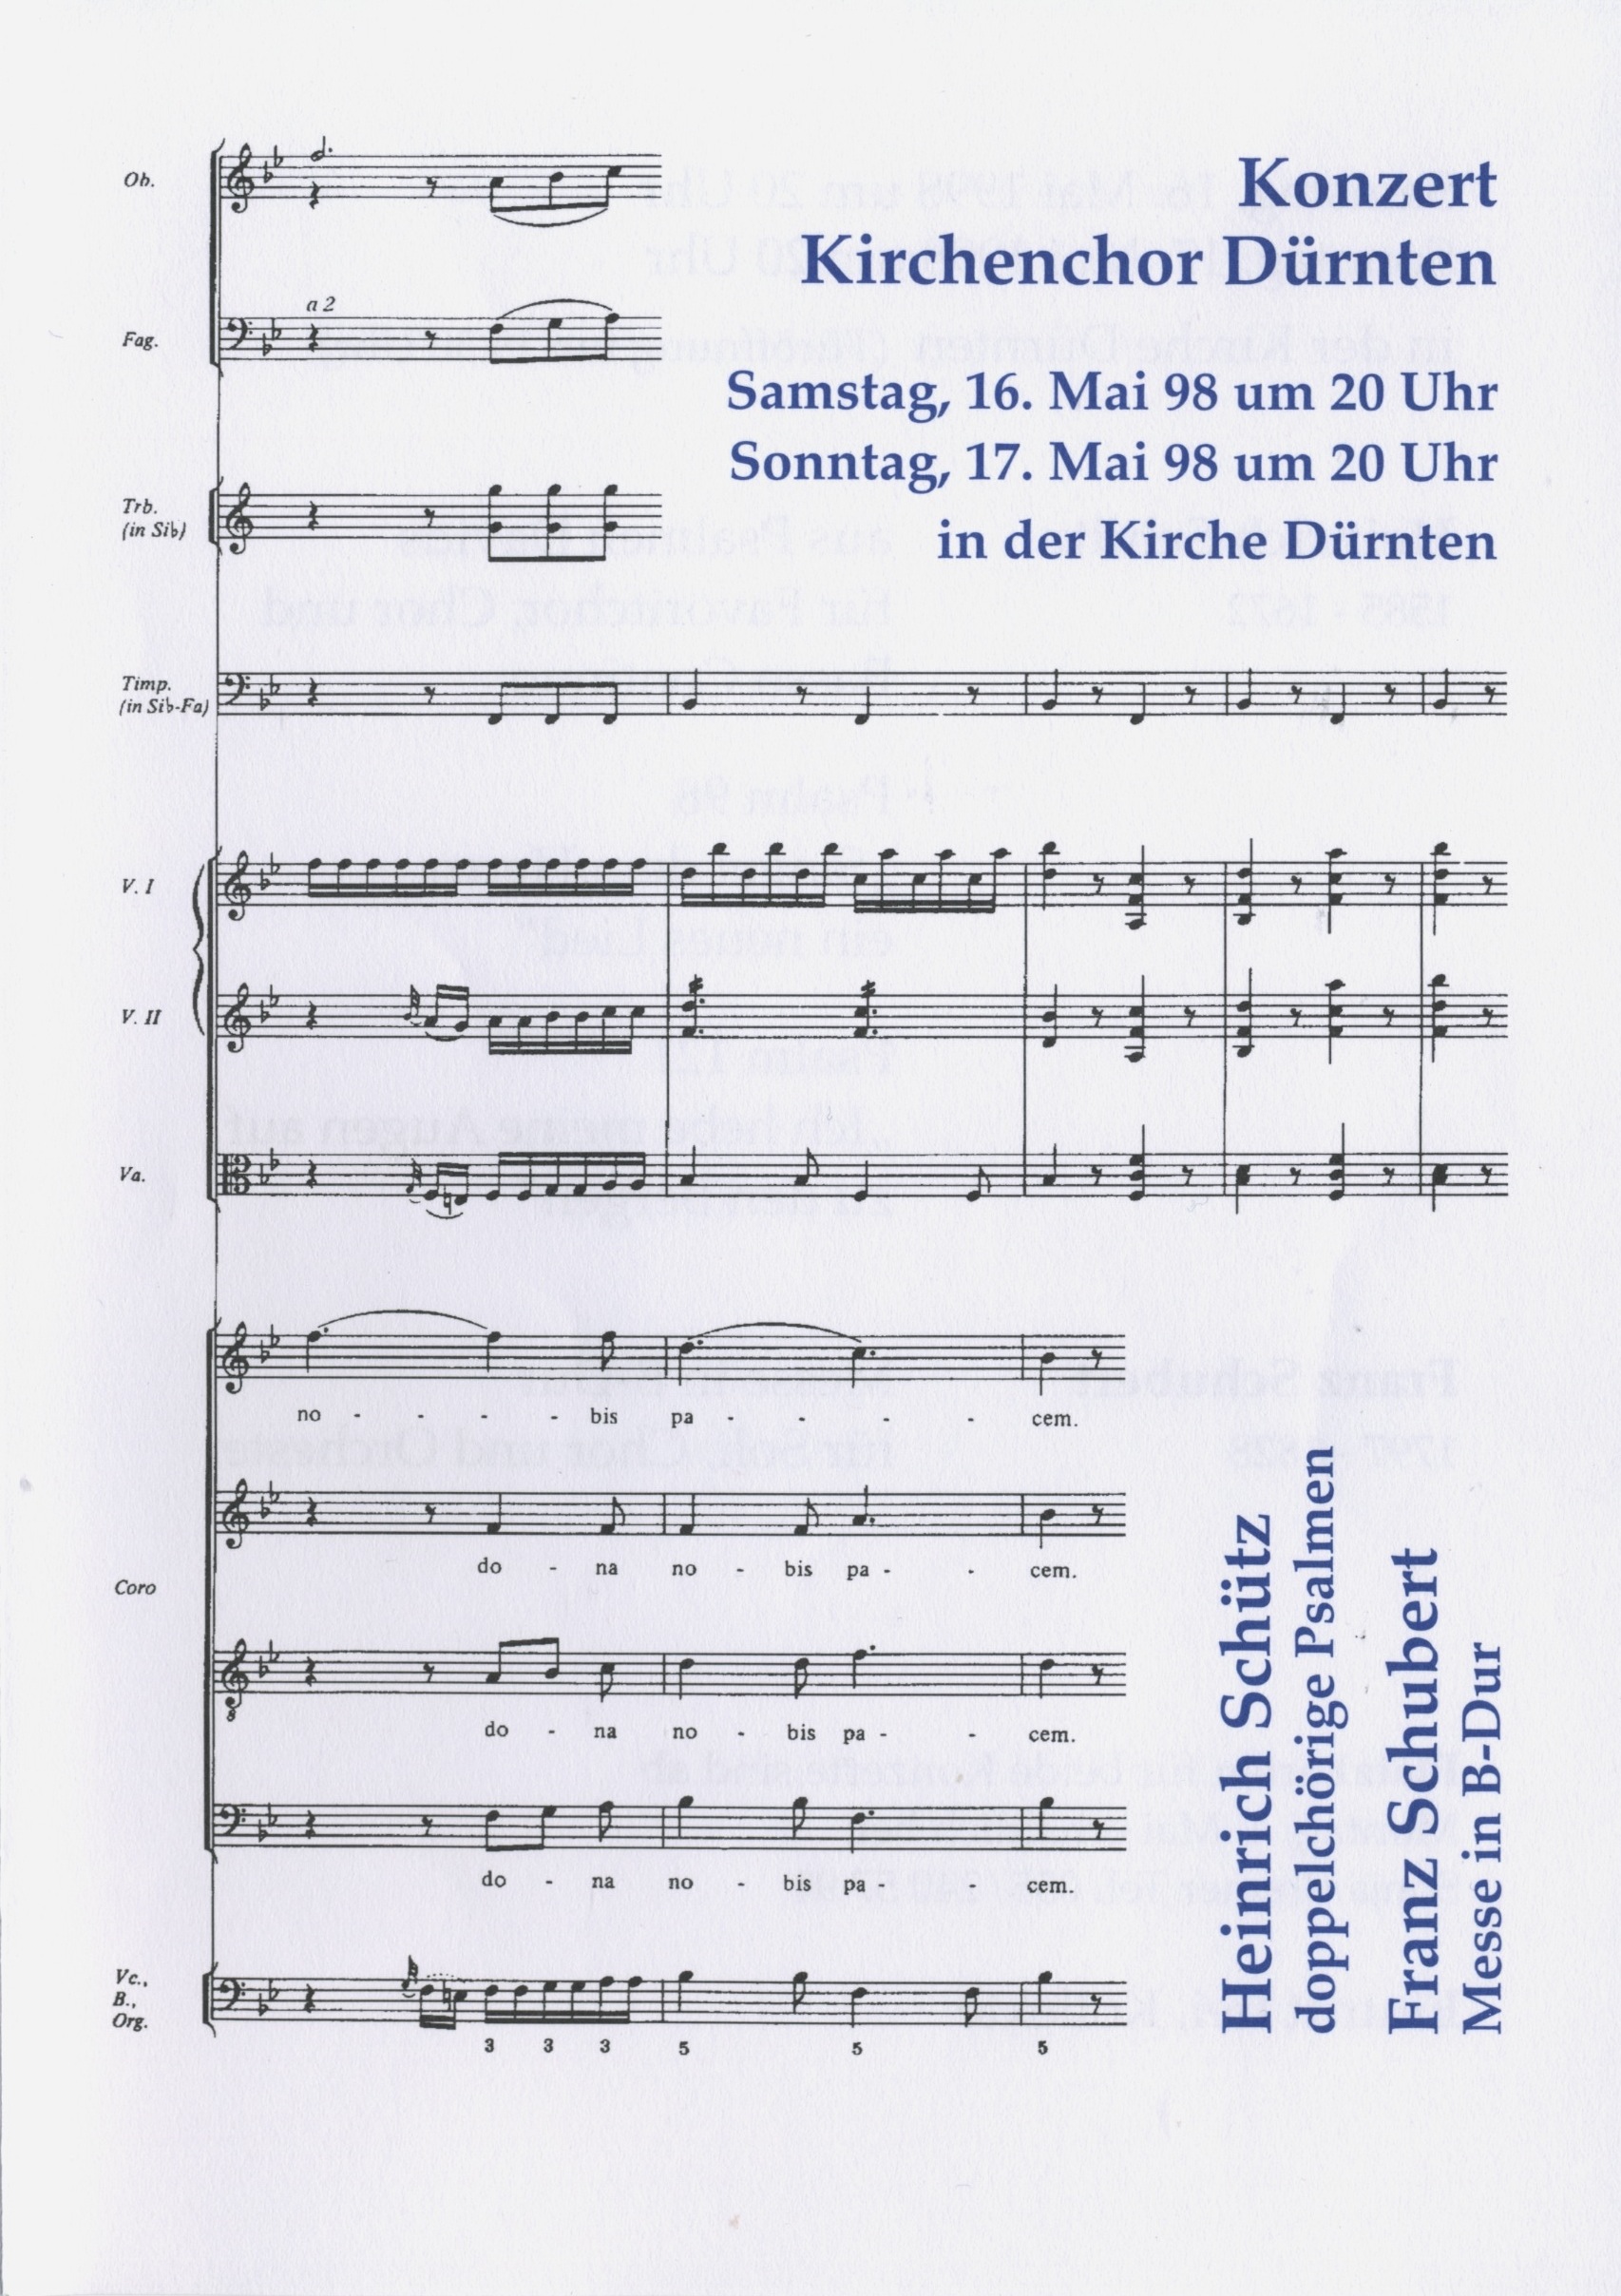 Konzert
Kirchenchor Dürnten
Samstag, 16. Mai 98 um 20 Uhr
Sonntag, 17. Mai 98 um 20 Uhr
in der Kirche Dürnten
Ob.
a 2
Fag.
Trb.
(in Si♭)
Timp.
(in Si♭-Fa)
V. I
V. II
Va.
no - - - - bis pa - - - - cem.
do - na no - bis pa - - cem.
Coro
8
do - na no - bis pa - - cem.
do - na no - bis pa - - cem.
Vc.,
B.,
Org.
3 3 3 5 5 5
Heinrich Schütz
doppelchörige Psalmen
Franz Schubert
Messe in B-Dur